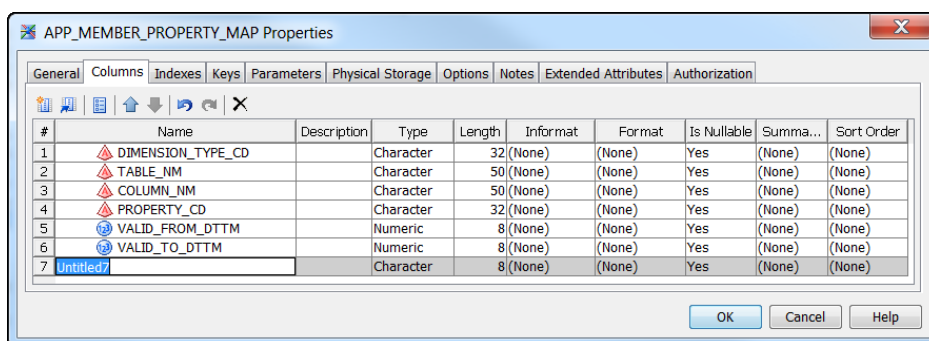 APP_MEMBER_PROPERTY_MAP Properties
X
General Columns Indexes Keys Parameters Physical Storage Options Notes Extended Attributes Authorization
# Name Description Type Length Informat Format Is Nullable Summa... Sort Order
1 DIMENSION_TYPE_CD Character 32 (None) (None) Yes (None) (None)
2 TABLE_NM Character 50 (None) (None) Yes (None) (None)
3 COLUMN_NM Character 50 (None) (None) Yes (None) (None)
4 PROPERTY_CD Character 32 (None) (None) Yes (None) (None)
5 VALID_FROM_DTTM Numeric 8 (None) (None) Yes (None) (None)
6 VALID_TO_DTTM Numeric 8 (None) (None) Yes (None) (None)
7 Untitled7 Character 8 (None) (None) Yes (None) (None)
OK Cancel Help